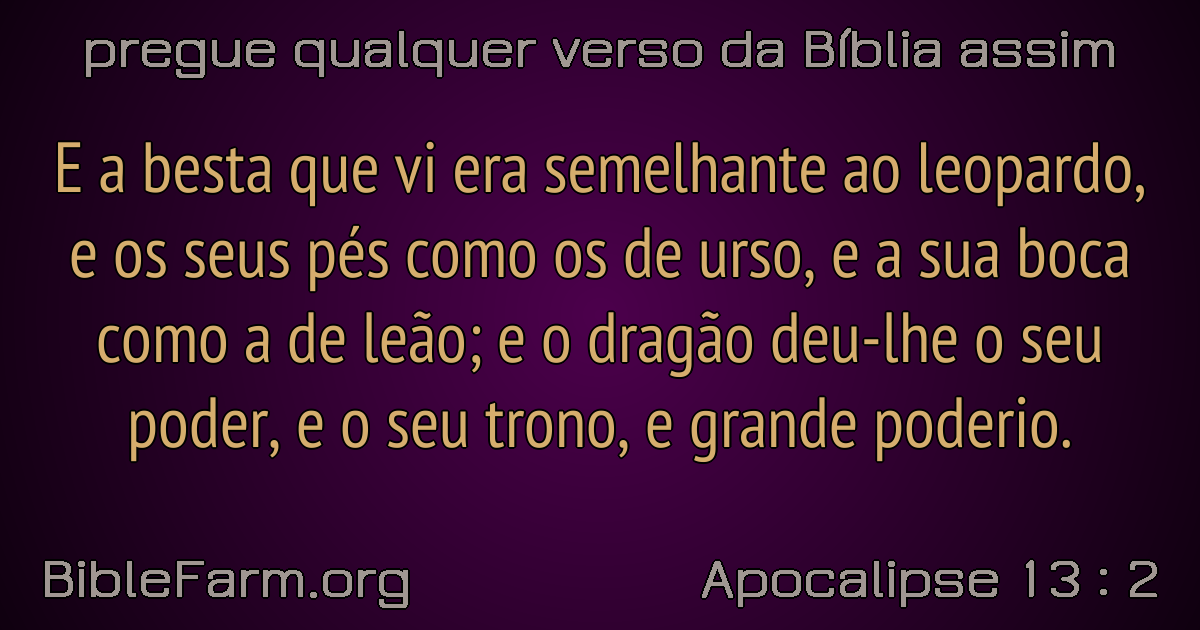 pregue qualquer verso da Bíblia assim
E a besta que vi era semelhante ao leopardo,
e os seus pés como os de urso, e a sua boca
como a de leão; e o dragão deu-lhe o seu
poder, e o seu trono, e grande poderio.
BibleFarm.org
Apocalipse 13 : 2